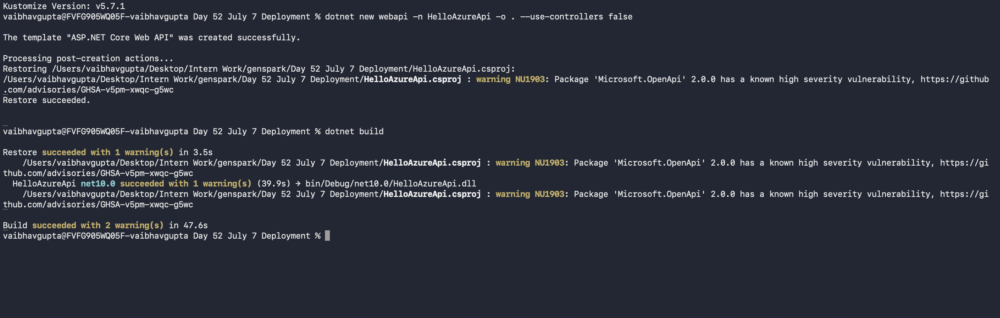 Kustomize Version: v5.7.1
vaibhavgupta@FVFG905WQ05F-vaibhavgupta Day 52 July 7 Deployment % dotnet new webapi -n HelloAzureApi -o . --use-controllers false
The template "ASP.NET Core Web API" was created successfully.
Processing post-creation actions...
Restoring /Users/vaibhavgupta/Desktop/Intern Work/genspark/Day 52 July 7 Deployment/HelloAzureApi.csproj:
/Users/vaibhavgupta/Desktop/Intern Work/genspark/Day 52 July 7 Deployment/HelloAzureApi.csproj : warning NU1903: Package 'Microsoft.OpenApi' 2.0.0 has a known high severity vulnerability, https://github
.com/advisories/GHSA-v5pm-xwqc-g5wc
Restore succeeded.
vaibhavgupta@FVFG905WQ05F-vaibhavgupta Day 52 July 7 Deployment % dotnet build
Restore succeeded with 1 warning(s) in 3.5s
/Users/vaibhavgupta/Desktop/Intern Work/genspark/Day 52 July 7 Deployment/HelloAzureApi.csproj : warning NU1903: Package 'Microsoft.OpenApi' 2.0.0 has a known high severity vulnerability, https://gi
thub.com/advisories/GHSA-v5pm-xwqc-g5wc
HelloAzureApi net10.0 succeeded with 1 warning(s) (39.9s) → bin/Debug/net10.0/HelloAzureApi.dll
/Users/vaibhavgupta/Desktop/Intern Work/genspark/Day 52 July 7 Deployment/HelloAzureApi.csproj : warning NU1903: Package 'Microsoft.OpenApi' 2.0.0 has a known high severity vulnerability, https://gi
thub.com/advisories/GHSA-v5pm-xwqc-g5wc
Build succeeded with 2 warning(s) in 47.6s
vaibhavgupta@FVFG905WQ05F-vaibhavgupta Day 52 July 7 Deployment %